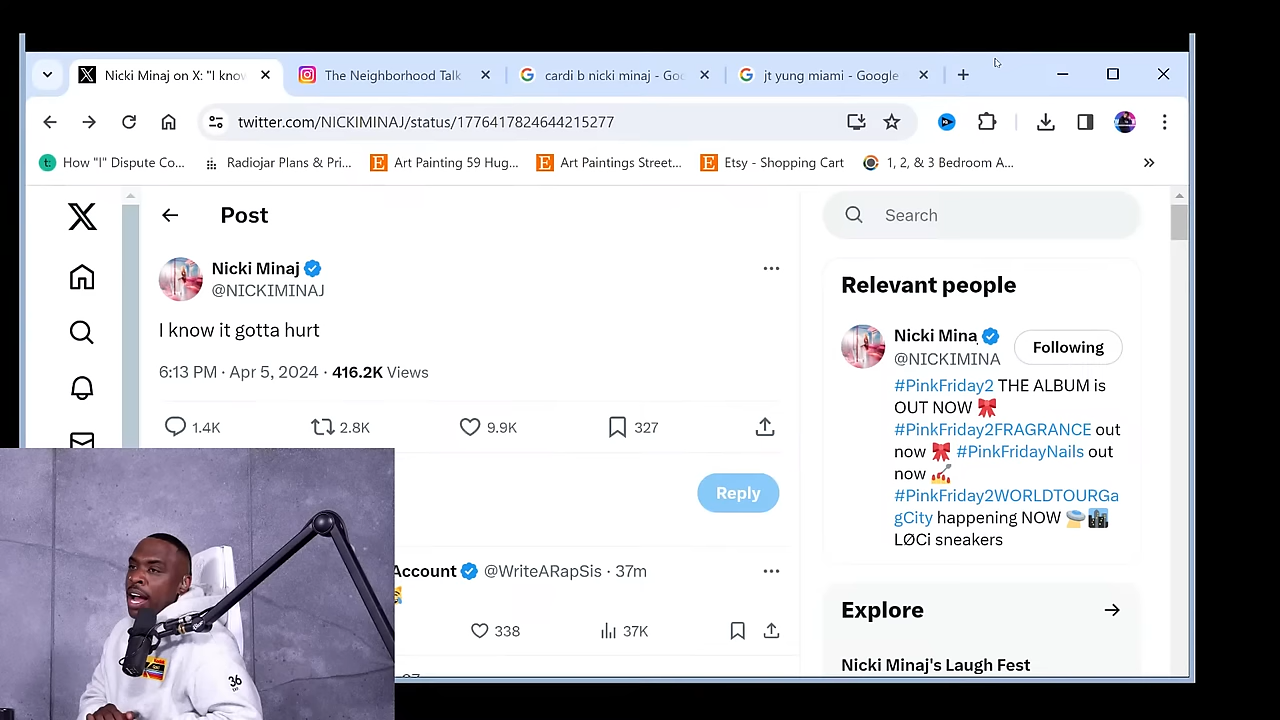 Nicki Minaj on X: "I knov
The Neighborhood Talk
cardi b nicki minaj - Goo
jt yung miami - Google
twitter.com/NICKIMINAJ/status/1776417824644215277
How "I" Dispute Co...
Radiojar Plans & Pri...
Art Painting 59 Hug...
Art Paintings Street...
Etsy - Shopping Cart
1, 2, & 3 Bedroom A...
Post
Search
Nicki Minaj
@NICKIMINAJ
I know it gotta hurt
6:13 PM · Apr 5, 2024 · 416.2K Views
1.4K 2.8K 9.9K 327
Reply
Account @WriteARapSis · 37m
338 37K
Relevant people
Nicki Mina
@NICKIMINA
Following
#PinkFriday2 THE ALBUM is
OUT NOW 🎀
#PinkFriday2FRAGRANCE out
now 🎀 #PinkFridayNails out
now 💅
#PinkFriday2WORLDTOURGa
gCity happening NOW 🛸🏙
LØCi sneakers
Explore
Nicki Minaj's Laugh Fest
36